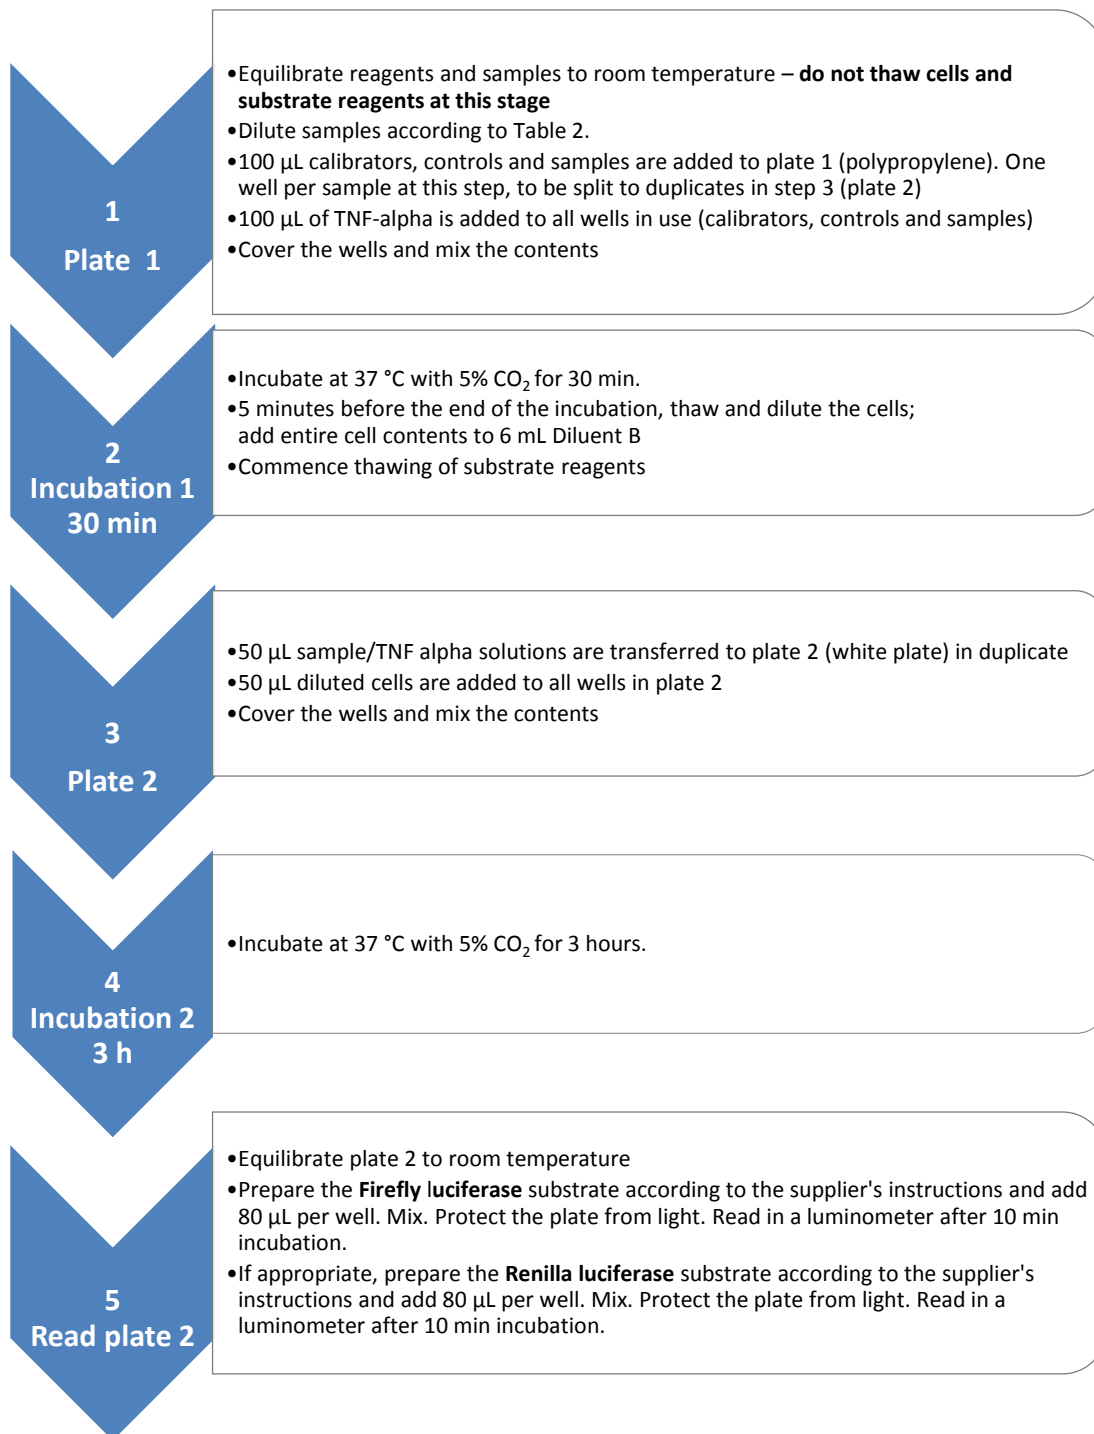 1
Plate 1
•Equilibrate reagents and samples to room temperature – do not thaw cells and
substrate reagents at this stage
•Dilute samples according to Table 2.
•100 µL calibrators, controls and samples are added to plate 1 (polypropylene). One
well per sample at this step, to be split to duplicates in step 3 (plate 2)
•100 µL of TNF-alpha is added to all wells in use (calibrators, controls and samples)
•Cover the wells and mix the contents
2
Incubation 1
30 min
•Incubate at 37 °C with 5% CO₂ for 30 min.
•5 minutes before the end of the incubation, thaw and dilute the cells;
add entire cell contents to 6 mL Diluent B
•Commence thawing of substrate reagents
3
Plate 2
•50 µL sample/TNF alpha solutions are transferred to plate 2 (white plate) in duplicate
•50 µL diluted cells are added to all wells in plate 2
•Cover the wells and mix the contents
4
Incubation 2
3 h
•Incubate at 37 °C with 5% CO₂ for 3 hours.
5
Read plate 2
•Equilibrate plate 2 to room temperature
•Prepare the Firefly luciferase substrate according to the supplier's instructions and add
80 µL per well. Mix. Protect the plate from light. Read in a luminometer after 10 min
incubation.
•If appropriate, prepare the Renilla luciferase substrate according to the supplier's
instructions and add 80 µL per well. Mix. Protect the plate from light. Read in a
luminometer after 10 min incubation.